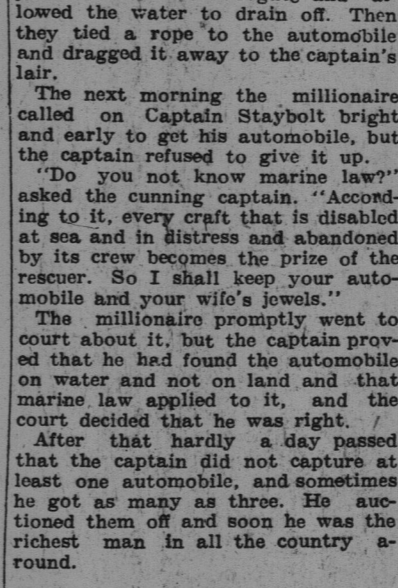 lowed the water to drain off. Then
they tied a rope to the automobile
and dragged it away to the captain's
lair.
The next morning the millionaire
called on Captain Staybolt bright
and early to get his automobile, but
the captain refused to give it up.
"Do you not know marine law?"
asked the cunning captain. "Accord-
ing to it, every craft that is disabled
at sea and in distress and abandoned
by its crew becomes the prize of the
rescuer. So I shall keep your auto-
mobile and your wife's jewels."
The millionaire promptly went to
court about it, but the captain prov-
ed that he had found the automobile
on water and not on land and that
marine law applied to it, and the
court decided that he was right.
After that hardly a day passed
that the captain did not capture at
least one automobile, and sometimes
he got as many as three. He auc-
tioned them off and soon he was the
richest man in all the country a-
round.